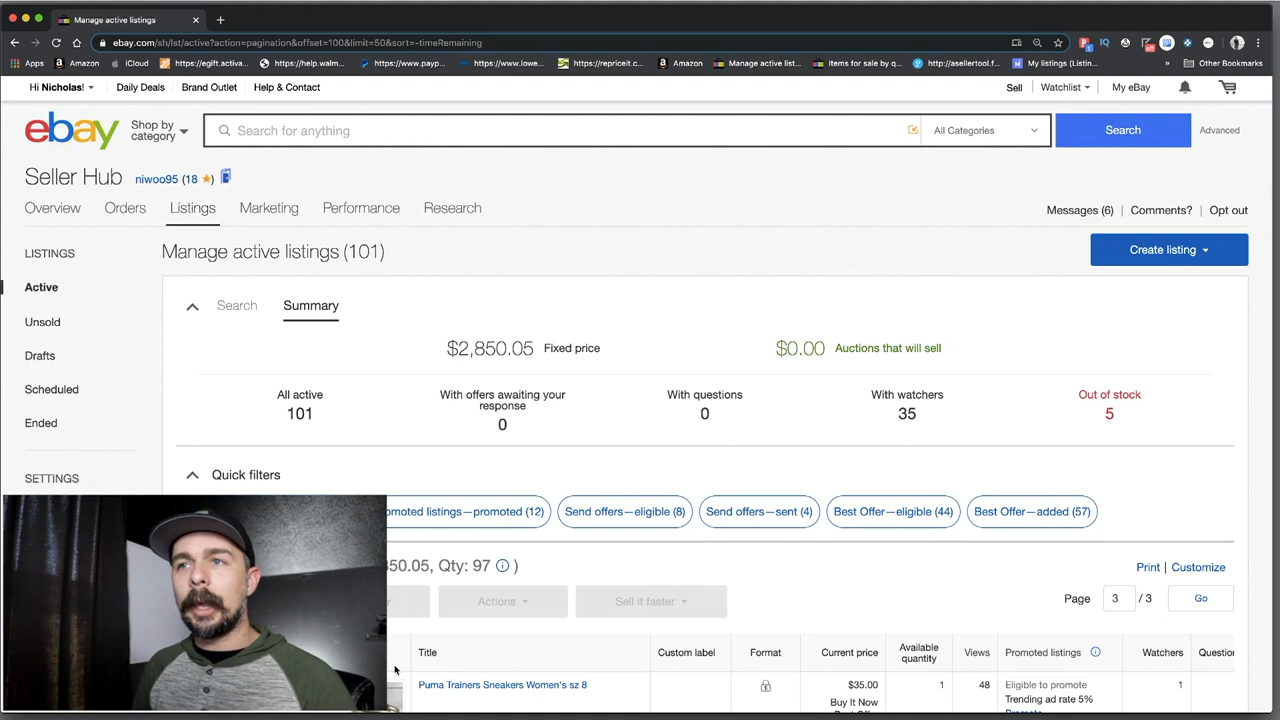 Manage active listings
ebay.com/sh/lst/active?action=pagination&offset=100&limit=50&sort=-timeRemaining
Apps Amazon iCloud https://egift.activa... https://help.walm... https://www.payp... https://www.lowe... https://repriceit.c... Amazon Manage active list... Items for sale by q... http://asellertool.f... My listings (Listin... » Other Bookmarks
Hi Nicholas! Daily Deals Brand Outlet Help & Contact Sell Watchlist My eBay
ebay Shop by category Search for anything All Categories Search Advanced
Seller Hub niwoo95 (18 ★)
Overview Orders Listings Marketing Performance Research
Messages (6) | Comments? | Opt out
LISTINGS
Active
Unsold
Drafts
Scheduled
Ended
SETTINGS
Manage active listings (101) Create listing
Search Summary
$2,850.05 Fixed price $0.00 Auctions that will sell
All active With offers awaiting your response With questions With watchers Out of stock
101 0 0 35 5
Quick filters
omoted listings—promoted (12) Send offers—eligible (8) Send offers—sent (4) Best Offer—eligible (44) Best Offer—added (57)
50.05, Qty: 97 ) Print | Customize
Actions Sell it faster Page 3 / 3 Go
Title Custom label Format Current price Available quantity Views Promoted listings Watchers Questio
Puma Trainers Sneakers Women's sz 8 $35.00 1 48 Eligible to promote 1
Buy It Now Trending ad rate 5%